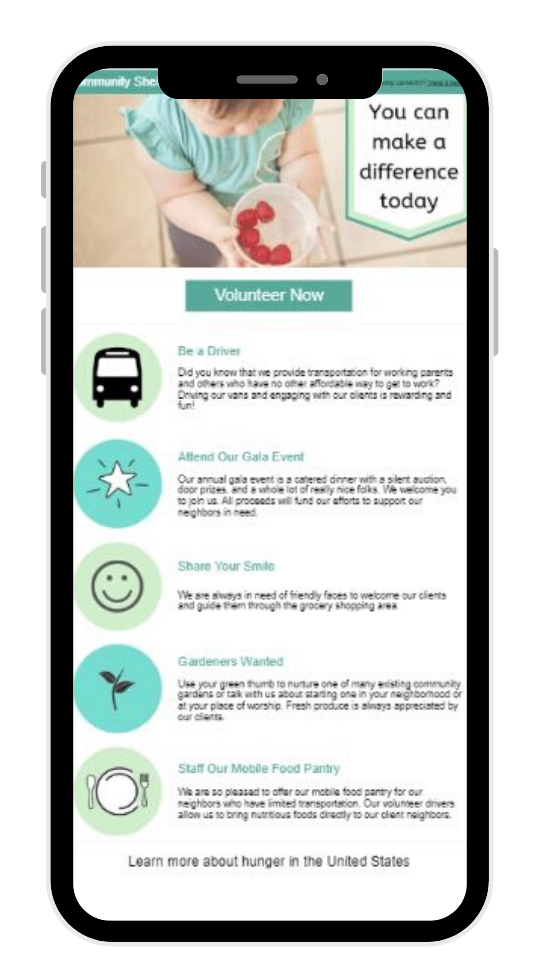 mmunity She
You can
make a
difference
today
Volunteer Now
Be a Driver
Did you know that we provide transportation for working parents
and others who have no other affordable way to get to work?
Driving our vans and engaging with our clients is rewarding and
fun!
Attend Our Gala Event
Our annual gala event is a catered dinner with a silent auction,
door prizes, and a whole lot of really nice folks. We welcome you
to join us. All proceeds will fund our efforts to support our
neighbors in need.
Share Your Smile
We are always in need of friendly faces to welcome our clients
and guide them through the grocery shopping area
Gardeners Wanted
Use your green thumb to nurture one of many existing community
gardens or talk with us about starting one in your neighborhood or
at your place of worship. Fresh produce is always appreciated by
our clients.
Staff Our Mobile Food Pantry
We are so pleased to offer our mobile food pantry for our
neighbors who have limited transportation. Our volunteer drivers
allow us to bring nutritious foods directly to our client neighbors.
Learn more about hunger in the United States